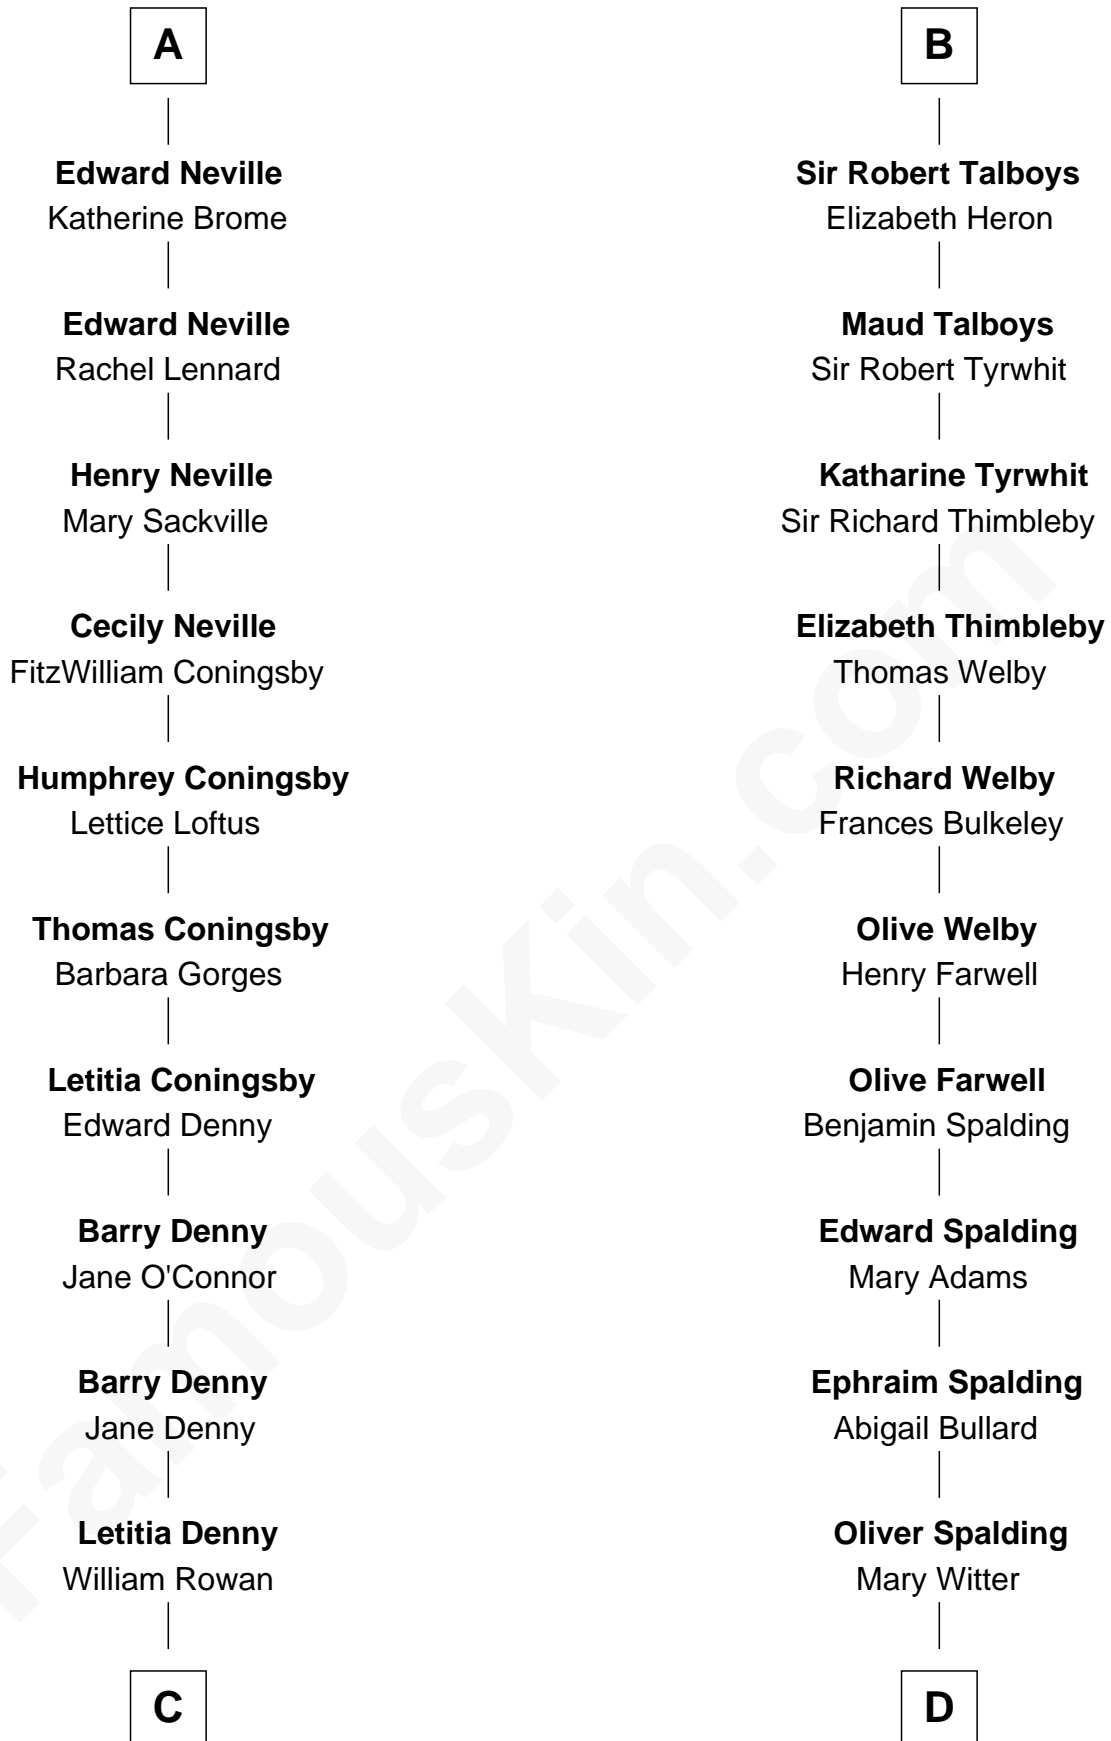 A
Edward Neville
Katherine Brome
Edward Neville
Rachel Lennard
Henry Neville
Mary Sackville
Cecily Neville
FitzWilliam Coningsby
Humphrey Coningsby
Lettice Loftus
Thomas Coningsby
Barbara Gorges
Letitia Coningsby
Edward Denny
Barry Denny
Jane O'Connor
Barry Denny
Jane Denny
Letitia Denny
William Rowan
C
B
Sir Robert Talboys
Elizabeth Heron
Maud Talboys
Sir Robert Tyrwhit
Katharine Tyrwhit
Sir Richard Thimbleby
Elizabeth Thimbleby
Thomas Welby
Richard Welby
Frances Bulkeley
Olive Welby
Henry Farwell
Olive Farwell
Benjamin Spalding
Edward Spalding
Mary Adams
Ephraim Spalding
Abigail Bullard
Oliver Spalding
Mary Witter
D
FamousKin.com